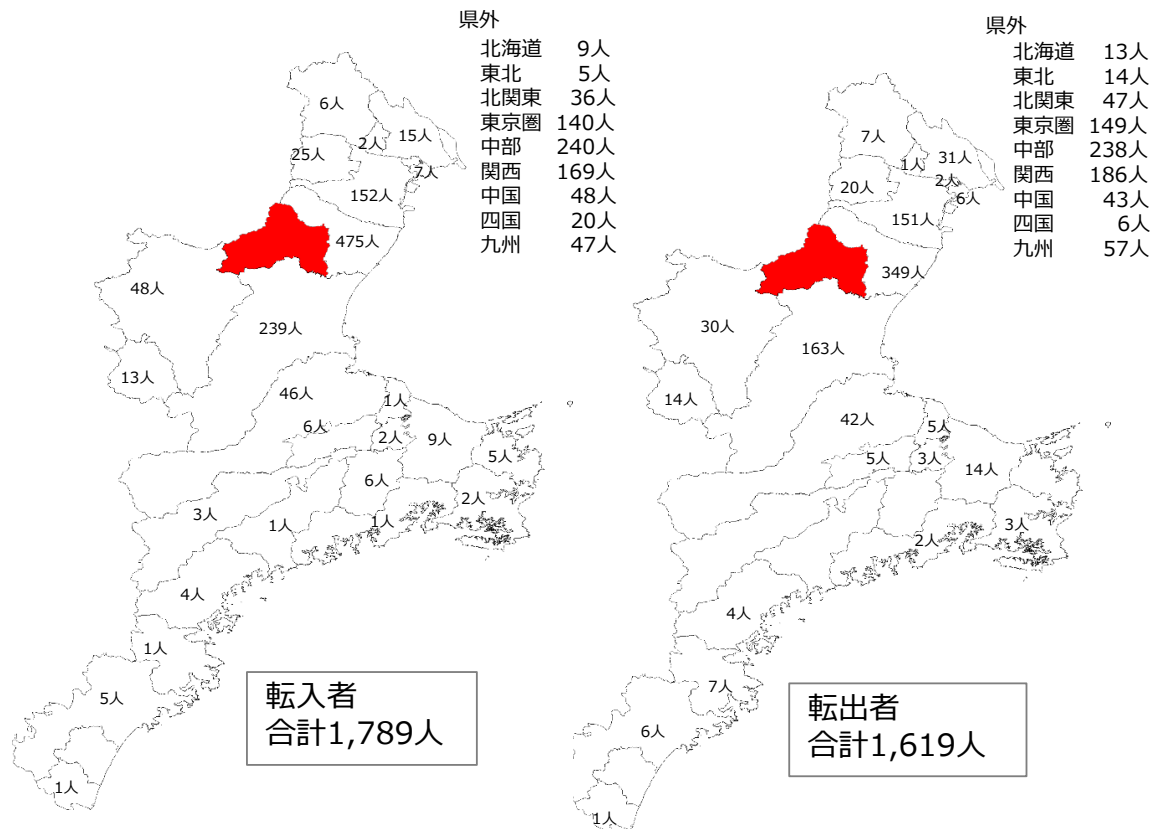 県外
北海道 9人
東北 5人
北関東 36人
東京圏 140人
中部 240人
関西 169人
中国 48人
四国 20人
九州 47人
6人
15人
2人
25人
7人
152人
475人
48人
239人
13人
46人
1人
6人
2人
9人
5人
6人
2人
3人
1人
1人
4人
1人
5人
1人
転入者
合計1,789人
県外
北海道 13人
東北 14人
北関東 47人
東京圏 149人
中部 238人
関西 186人
中国 43人
四国 6人
九州 57人
7人
31人
1人
20人
2人
6人
151人
349人
30人
163人
14人
42人
5人
5人
3人
14人
3人
2人
4人
7人
6人
1人
転出者
合計1,619人